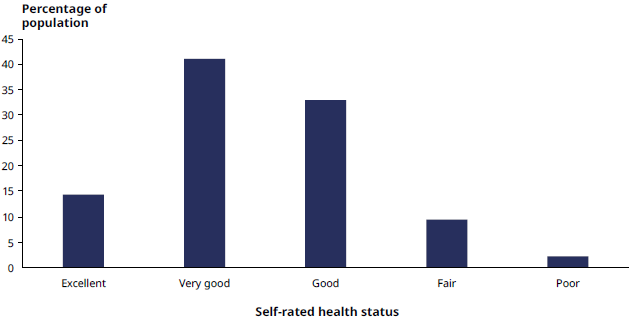 Percentage of
population
45
40
35
30
25
20
15
10
5
0
Excellent Very good Good Fair Poor
Self-rated health status